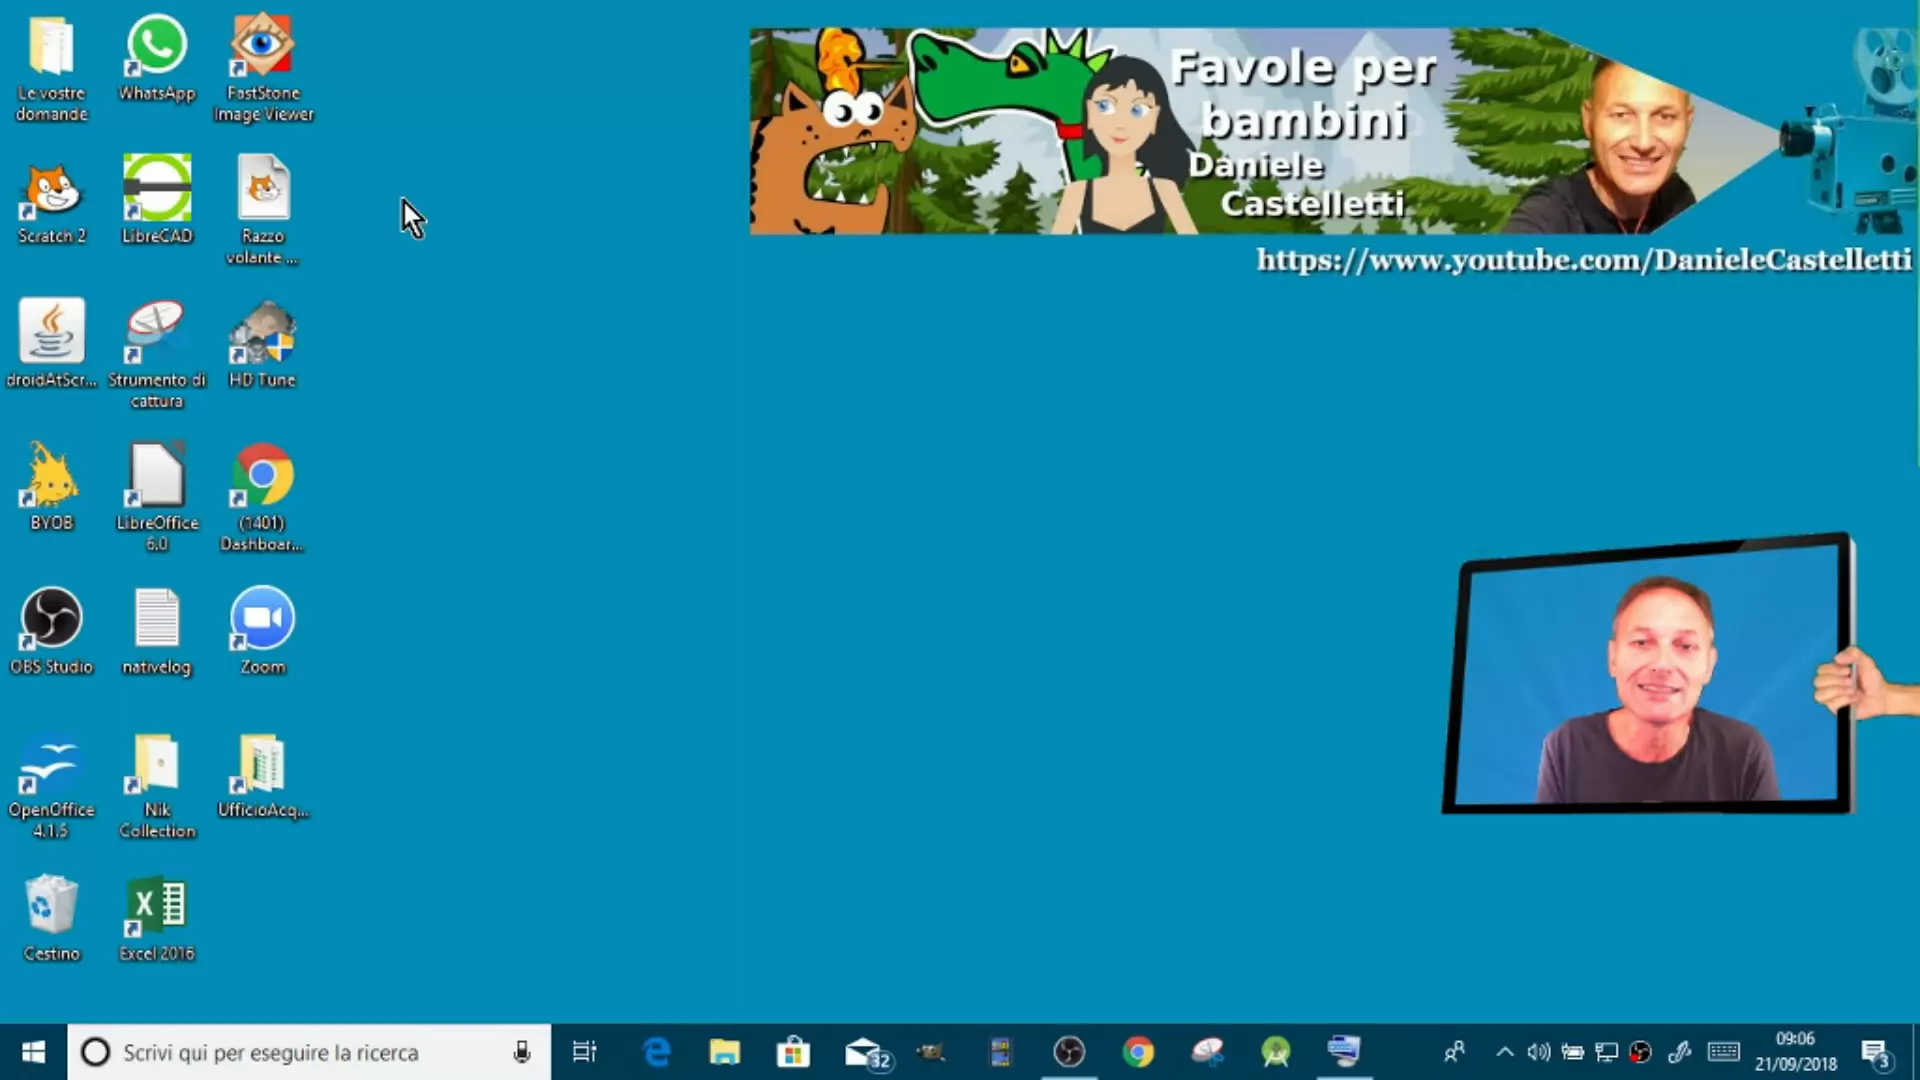 Le vostre
domande
WhatsApp
FastStone
Image Viewer
Favole per
bambini
Daniele
Castelletti
https://www.youtube.com/DanieleCastelletti
Scratch 2
LibreCAD
Razzo
volante ...
droidAtScr...
Strumento di
cattura
HD Tune
BYOB
LibreOffice
6.0
(1401)
Dashboar...
OBS Studio
nativelog
Zoom
OpenOffice
4.1.5
Nik
Collection
UfficioAcq...
Cestino
Excel 2016
Scrivi qui per eseguire la ricerca
32
09:06
21/09/2018
3